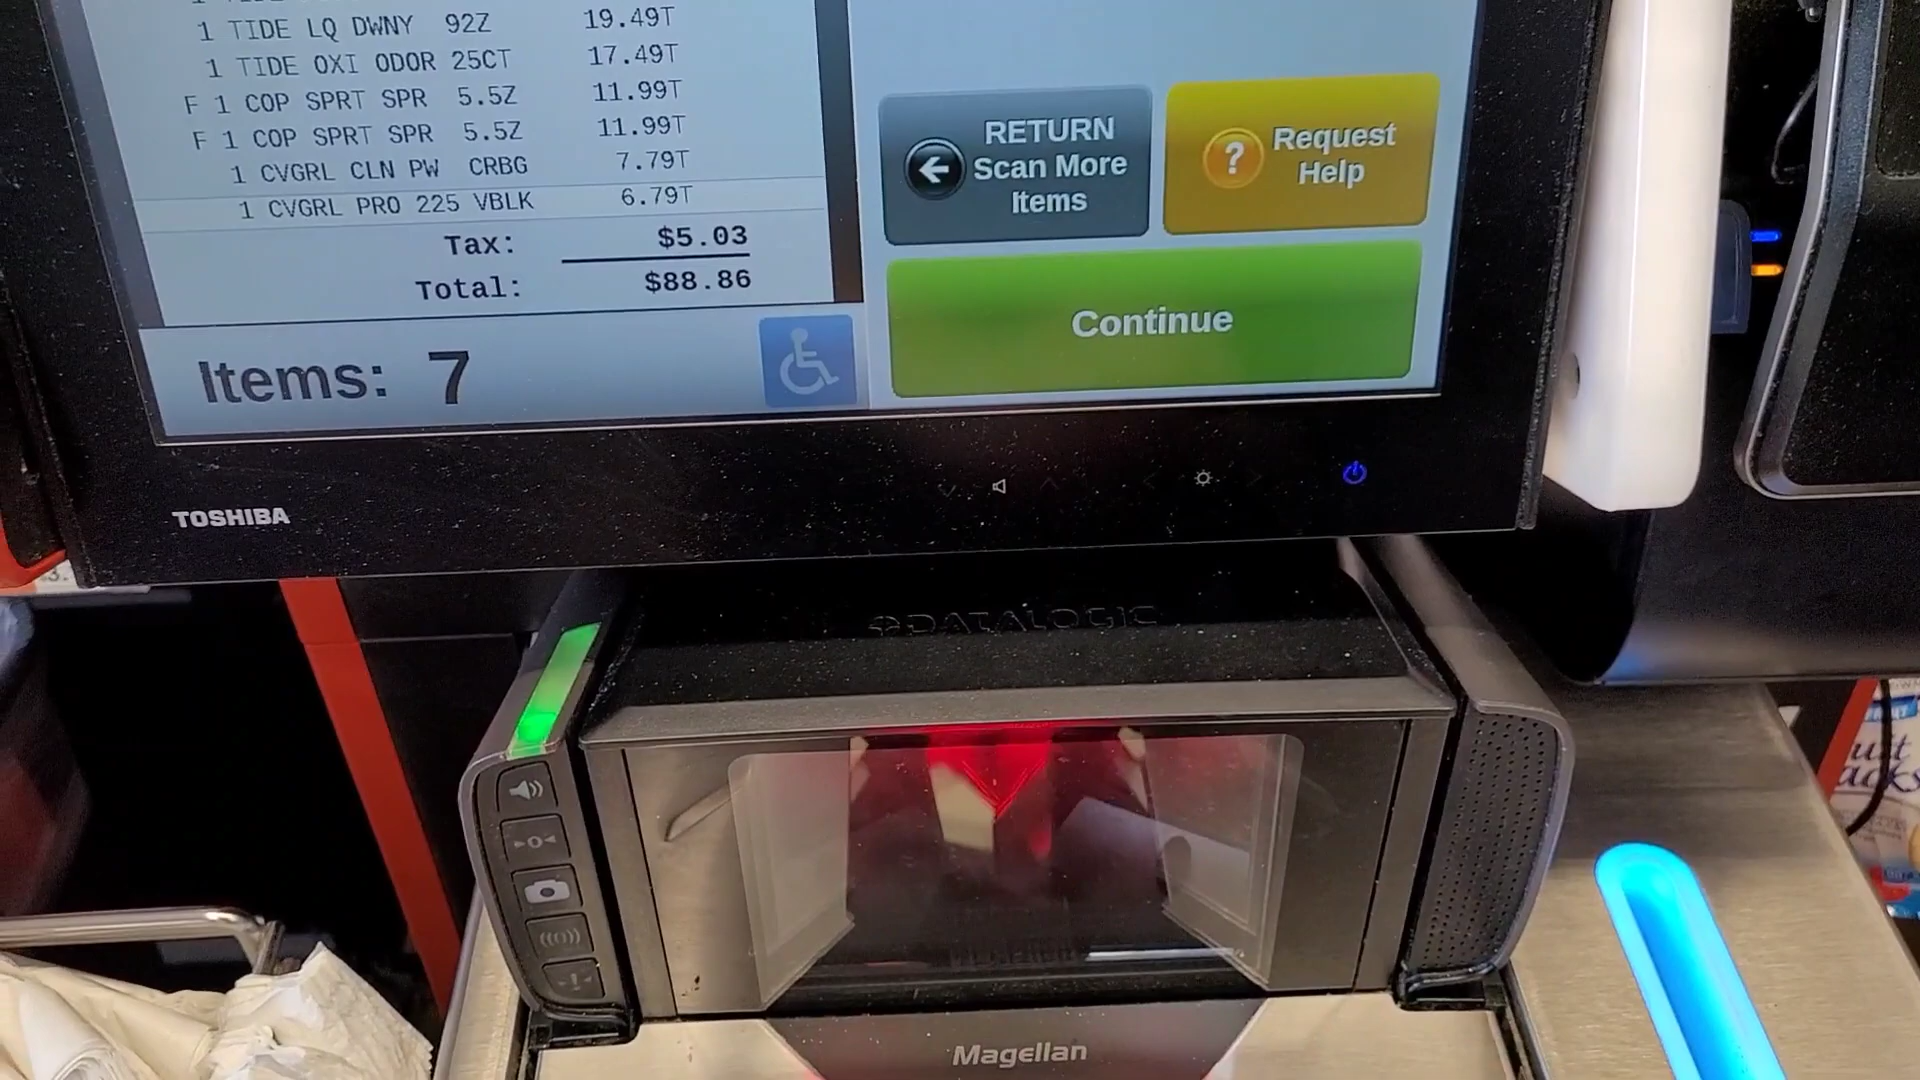 1 TIDE LQ DWNY 92Z 19.49T
1 TIDE OXI ODOR 25CT 17.49T
F 1 COP SPRT SPR 5.5Z 11.99T
F 1 COP SPRT SPR 5.5Z 11.99T
1 CVGRL CLN PW CRBG 7.79T
1 CVGRL PRO 225 VBLK 6.79T
Tax: $5.03
Total: $88.86
Items: 7
RETURN
Scan More
Items
? Request
Help
Continue
TOSHIBA
DATALOGIC
Magellan